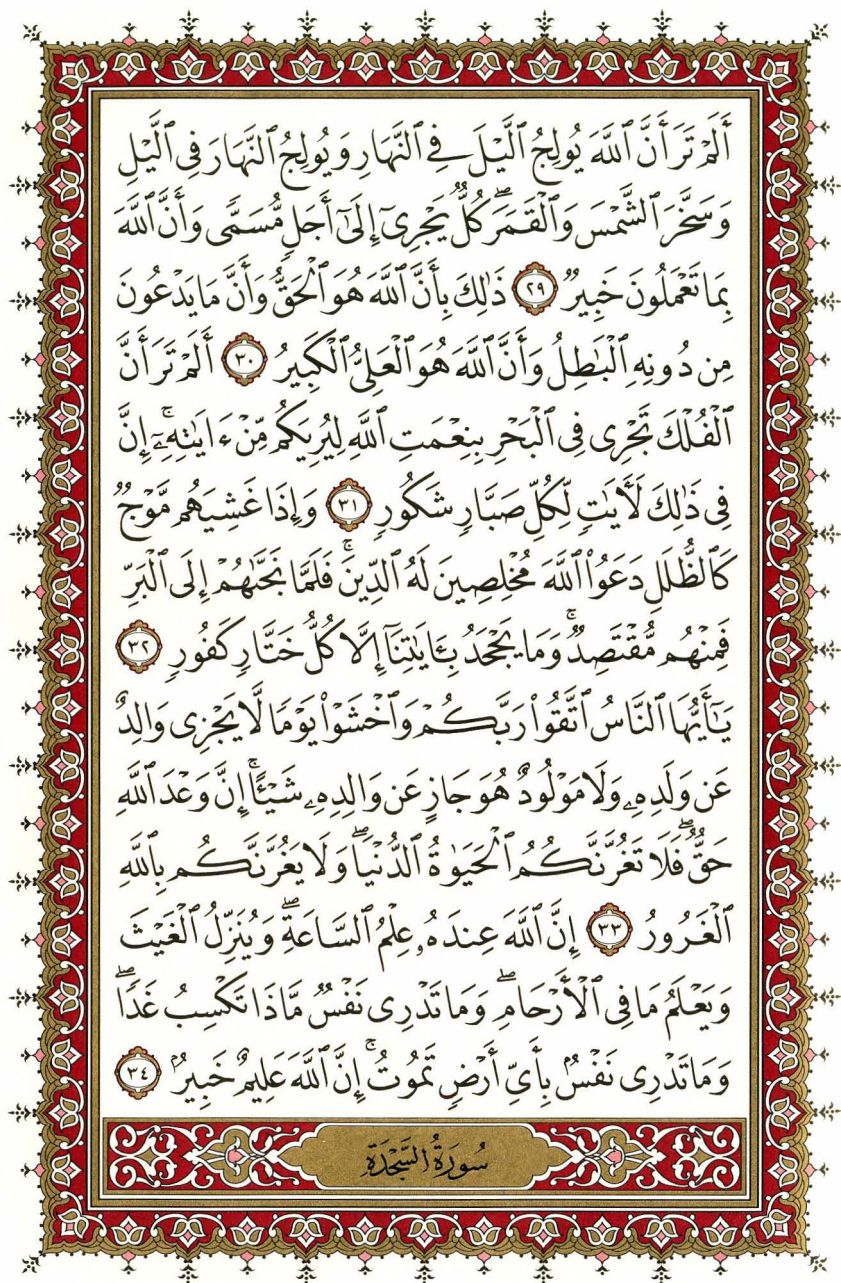 أَلَمْ تَرَ أَنَّ ٱللَّهَ يُولِجُ ٱلَّيْلَ فِى ٱلنَّهَارِ وَيُولِجُ ٱلنَّهَارَ فِى ٱلَّيْلِ
وَسَخَّرَ ٱلشَّمْسَ وَٱلْقَمَرَۖ كُلٌّ يَجْرِىٓ إِلَىٰٓ أَجَلٍ مُّسَمًّى وَأَنَّ ٱللَّهَ
بِمَا تَعْمَلُونَ خَبِيرٌ ٢٩ ذَٰلِكَ بِأَنَّ ٱللَّهَ هُوَ ٱلْحَقُّ وَأَنَّ مَا يَدْعُونَ
مِن دُونِهِ ٱلْبَٰطِلُ وَأَنَّ ٱللَّهَ هُوَ ٱلْعَلِىُّ ٱلْكَبِيرُ ٣٠ أَلَمْ تَرَ أَنَّ
ٱلْفُلْكَ تَجْرِى فِى ٱلْبَحْرِ بِنِعْمَتِ ٱللَّهِ لِيُرِيَكُم مِّنْ ءَايَٰتِهِۦٓۚ إِنَّ
فِى ذَٰلِكَ لَءَايَٰتٍ لِّكُلِّ صَبَّارٍ شَكُورٍ ٣١ وَإِذَا غَشِيَهُم مَّوْجٌ
كَٱلظُّلَلِ دَعَوُا۟ ٱللَّهَ مُخْلِصِينَ لَهُ ٱلدِّينَۚ فَلَمَّا نَجَّىٰهُمْ إِلَى ٱلْبَرِّ
فَمِنْهُم مُّقْتَصِدٌۚ وَمَا يَجْحَدُ بِـَٔايَٰتِنَآ إِلَّا كُلُّ خَتَّارٍ كَفُورٍ ٣٢
يَٰٓأَيُّهَا ٱلنَّاسُ ٱتَّقُوا۟ رَبَّكُمْ وَٱخْشَوْا۟ يَوْمًا لَّا يَجْزِى وَالِدٌ
عَن وَلَدِهِۦ وَلَا مَوْلُودٌ هُوَ جَازٍ عَن وَالِدِهِۦ شَيْـًٔاۚ إِنَّ وَعْدَ ٱللَّهِ
حَقٌّۖ فَلَا تَغُرَّنَّكُمُ ٱلْحَيَوٰةُ ٱلدُّنْيَا وَلَا يَغُرَّنَّكُم بِٱللَّهِ
ٱلْغَرُورُ ٣٣ إِنَّ ٱللَّهَ عِندَهُۥ عِلْمُ ٱلسَّاعَةِ وَيُنَزِّلُ ٱلْغَيْثَ
وَيَعْلَمُ مَا فِى ٱلْأَرْحَامِۖ وَمَا تَدْرِى نَفْسٌ مَّاذَا تَكْسِبُ غَدًاۖ
وَمَا تَدْرِى نَفْسٌۢ بِأَىِّ أَرْضٍ تَمُوتُۚ إِنَّ ٱللَّهَ عَلِيمٌ خَبِيرٌۢ ٣٤
سُورَةُ السَّجْدَةِ